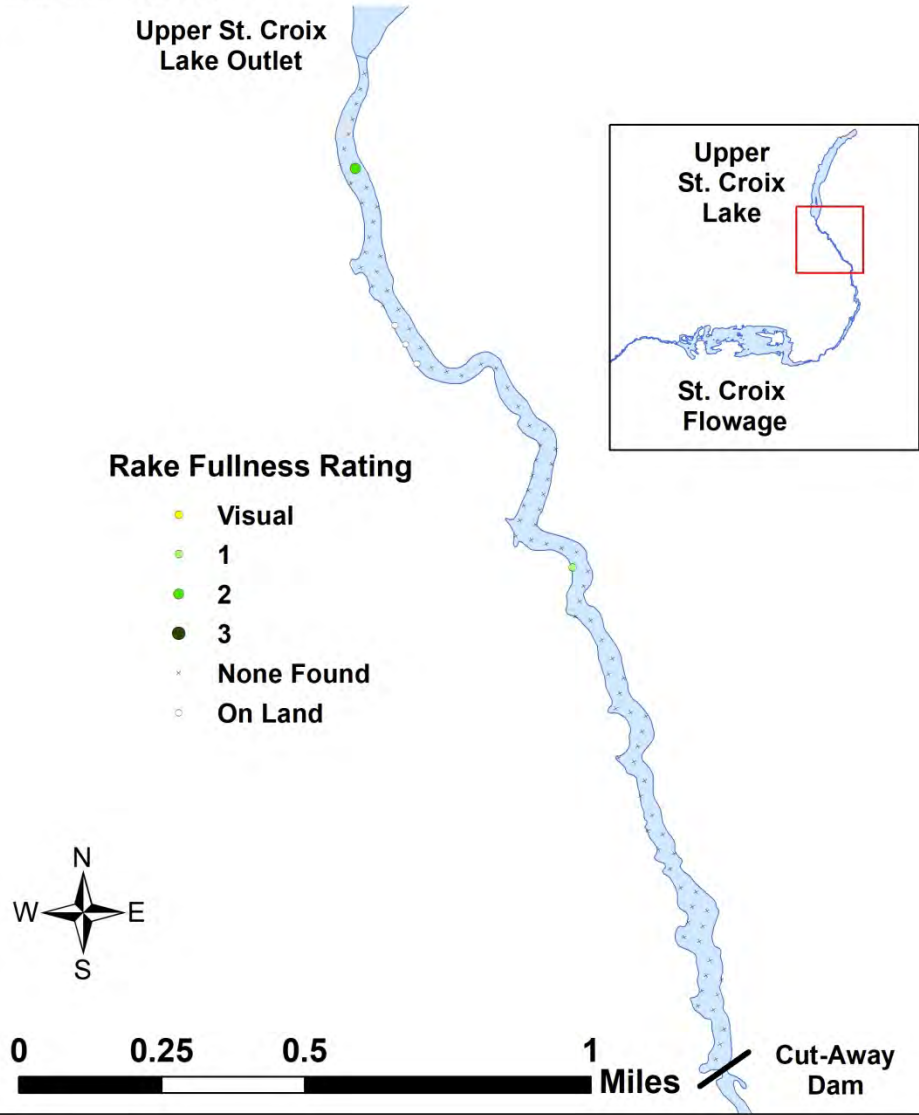 Upper St. Croix
Lake Outlet
Upper
St. Croix
Lake
St. Croix
Flowage
Rake Fullness Rating
Visual
1
2
3
None Found
On Land
N
W E
S
0 0.25 0.5 1
Miles
Cut-Away
Dam